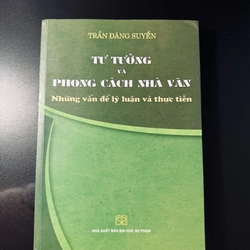 TRẦN ĐĂNG SUYỀN
TƯ TƯỞNG
VÀ
PHONG CÁCH NHÀ VĂN
Những vấn đề lý luận và thực tiễn
NHÀ XUẤT BẢN ĐẠI HỌC SƯ PHẠM